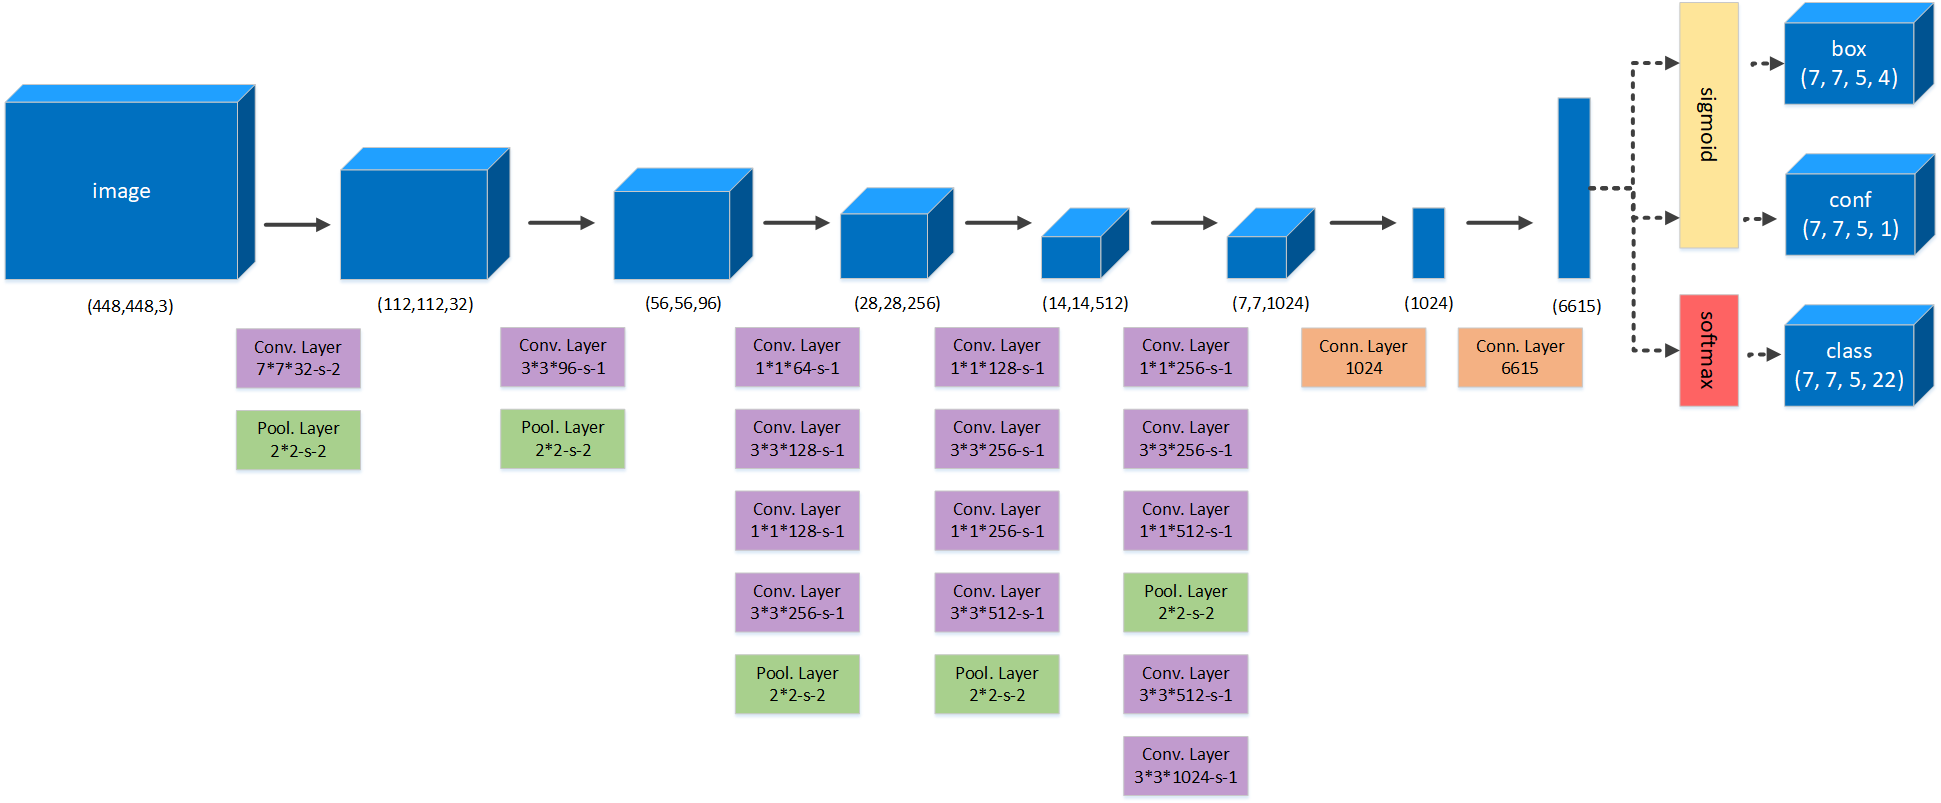 image
(448,448,3)
(112,112,32)
(56,56,96)
(28,28,256)
(14,14,512)
(7,7,1024)
(1024)
(6615)
Conv. Layer
7*7*32-s-2
Pool. Layer
2*2-s-2
Conv. Layer
3*3*96-s-1
Pool. Layer
2*2-s-2
Conv. Layer
1*1*64-s-1
Conv. Layer
3*3*128-s-1
Conv. Layer
1*1*128-s-1
Conv. Layer
3*3*256-s-1
Pool. Layer
2*2-s-2
Conv. Layer
1*1*128-s-1
Conv. Layer
3*3*256-s-1
Conv. Layer
1*1*256-s-1
Conv. Layer
3*3*512-s-1
Pool. Layer
2*2-s-2
Conv. Layer
1*1*256-s-1
Conv. Layer
3*3*256-s-1
Conv. Layer
1*1*512-s-1
Pool. Layer
2*2-s-2
Conv. Layer
3*3*512-s-1
Conv. Layer
3*3*1024-s-1
Conn. Layer
1024
Conn. Layer
6615
sigmoid
softmax
box
(7, 7, 5, 4)
conf
(7, 7, 5, 1)
class
(7, 7, 5, 22)